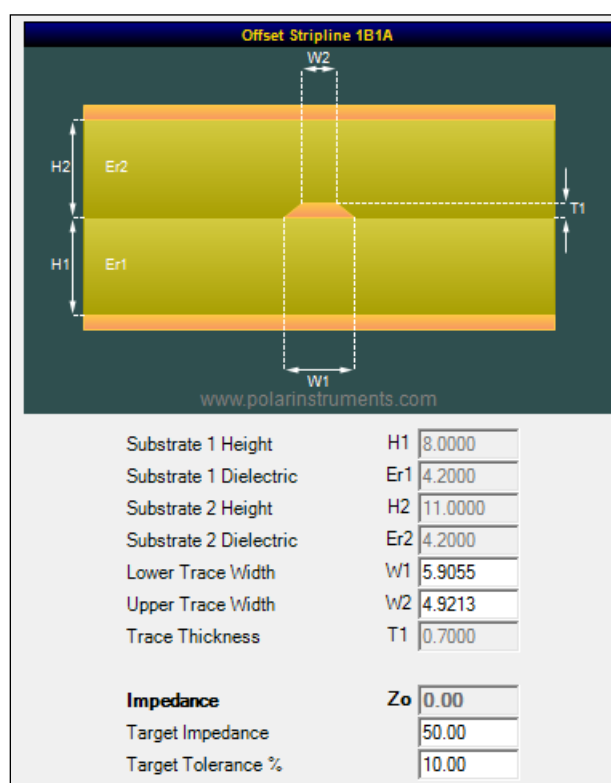 Offset Stripline 1B1A
W2
H2
Er2
T1
H1
Er1
W1
www.polarinstruments.com
Substrate 1 Height H1 8.0000
Substrate 1 Dielectric Er1 4.2000
Substrate 2 Height H2 11.0000
Substrate 2 Dielectric Er2 4.2000
Lower Trace Width W1 5.9055
Upper Trace Width W2 4.9213
Trace Thickness T1 0.7000
Impedance Zo 0.00
Target Impedance 50.00
Target Tolerance % 10.00